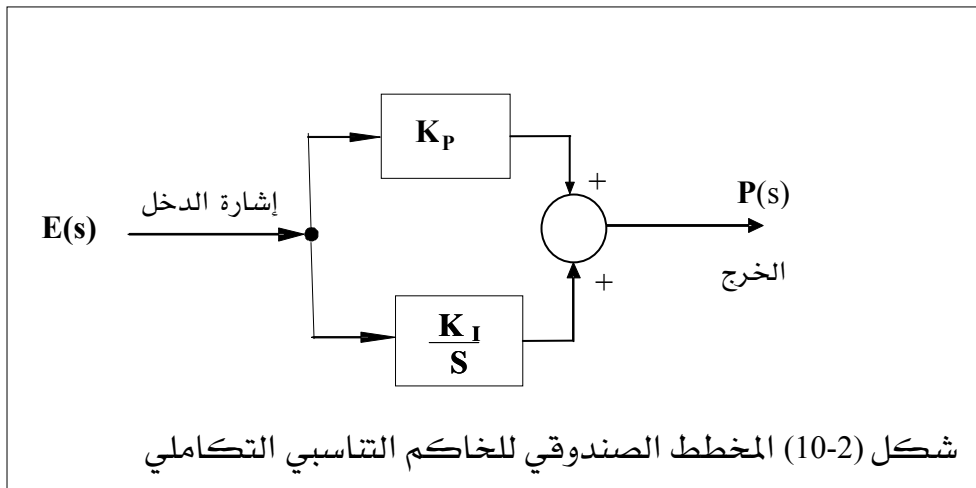 K_P
+
إشارة الدخل
P(s)
E(s)
الخرج
+
K_I
S
شكل (2-10) المخطط الصندوقي للخاكم التناسبي التكاملي